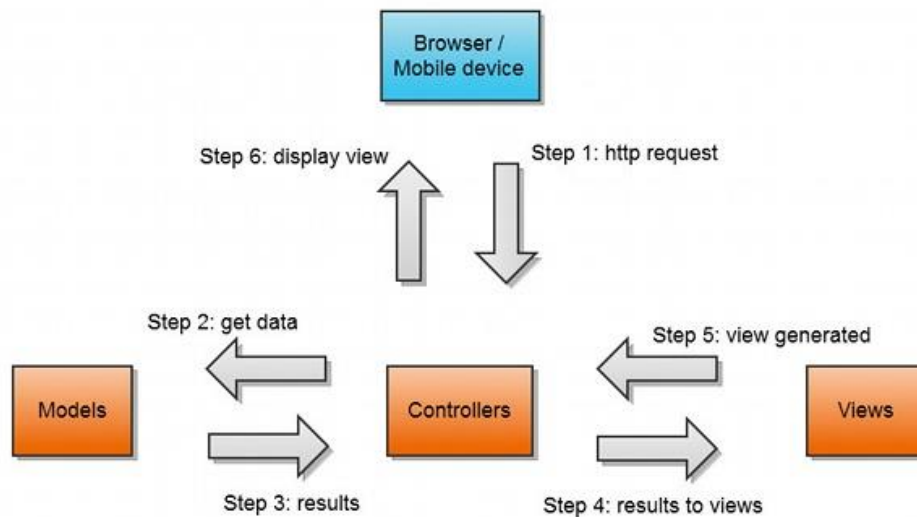 Browser /
Mobile device
Step 6: display view
Step 1: http request
Step 2: get data
Step 5: view generated
Models
Controllers
Views
Step 3: results
Step 4: results to views